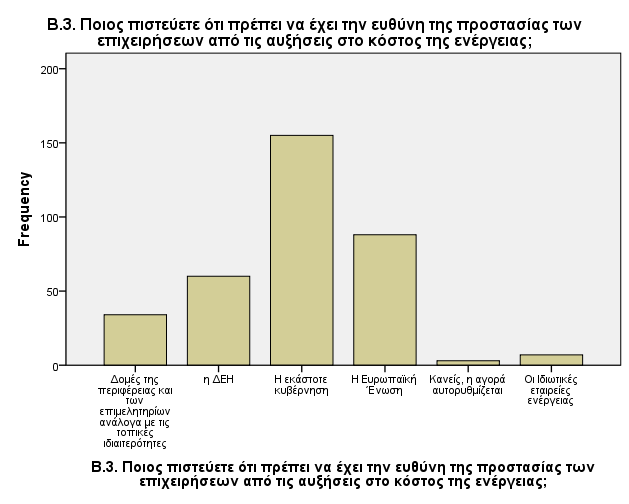 Β.3. Ποιος πιστεύετε ότι πρέπει να έχει την ευθύνη της προστασίας των
επιχειρήσεων από τις αυξήσεις στο κόστος της ενέργειας;
200
150
100
50
0
Frequency
Δομές της
περιφέρειας και
των
επιμελητηρίων
ανάλογα με τις
τοπικές
ιδιαιτερότητες
η ΔΕΗ
Η εκάστοτε
κυβέρνηση
Η Ευρωπαϊκή
Ένωση
Κανείς, η αγορά
αυτορυθμίζεται
Οι Ιδιωτικές
εταιρείες
ενέργειας
Β.3. Ποιος πιστεύετε ότι πρέπει να έχει την ευθύνη της προστασίας των
επιχειρήσεων από τις αυξήσεις στο κόστος της ενέργειας;